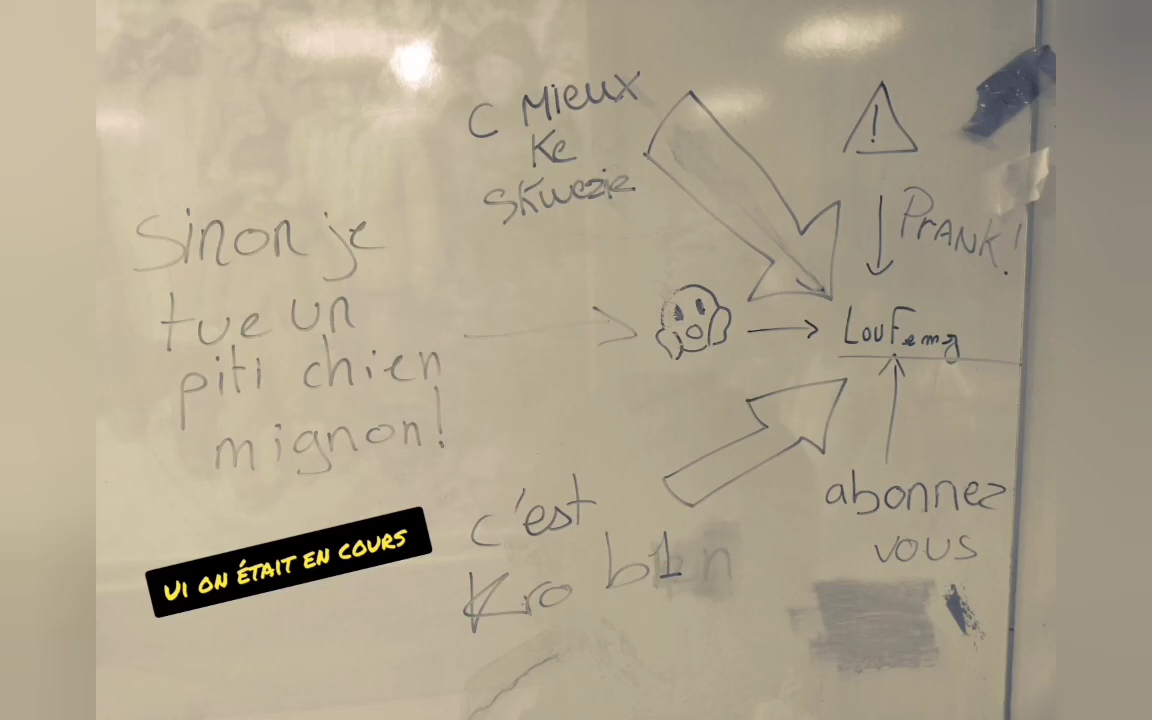 C MIEUX
Ke
SKwezie
!
PrANK!
Sinon je
tue un
piti chien
mignon!
LouFemg
abonnez
vous
c'est
Kro b1n
UI ON ÉTAIT EN COURS